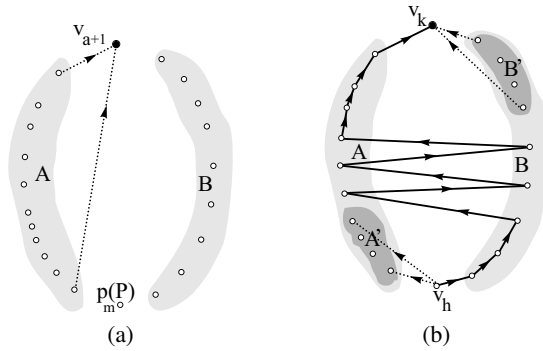 v_{a+1}
A
B
p_m(P)
(a)
v_k
B'
A
B
A'
v_h
(b)